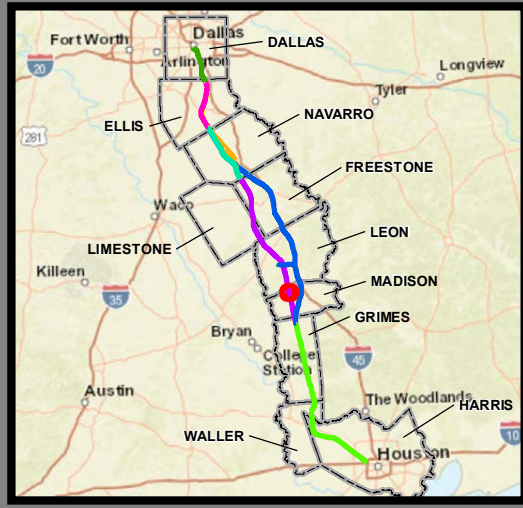 Dallas
DALLAS
Fort Worth
Arlington
Longview
20
Tyler
NAVARRO
ELLIS
281
FREESTONE
Waco
LEON
LIMESTONE
Killeen
MADISON
35
GRIMES
Bryan
College
Station
45
Austin
The Woodlands
HARRIS
WALLER
10
Houston